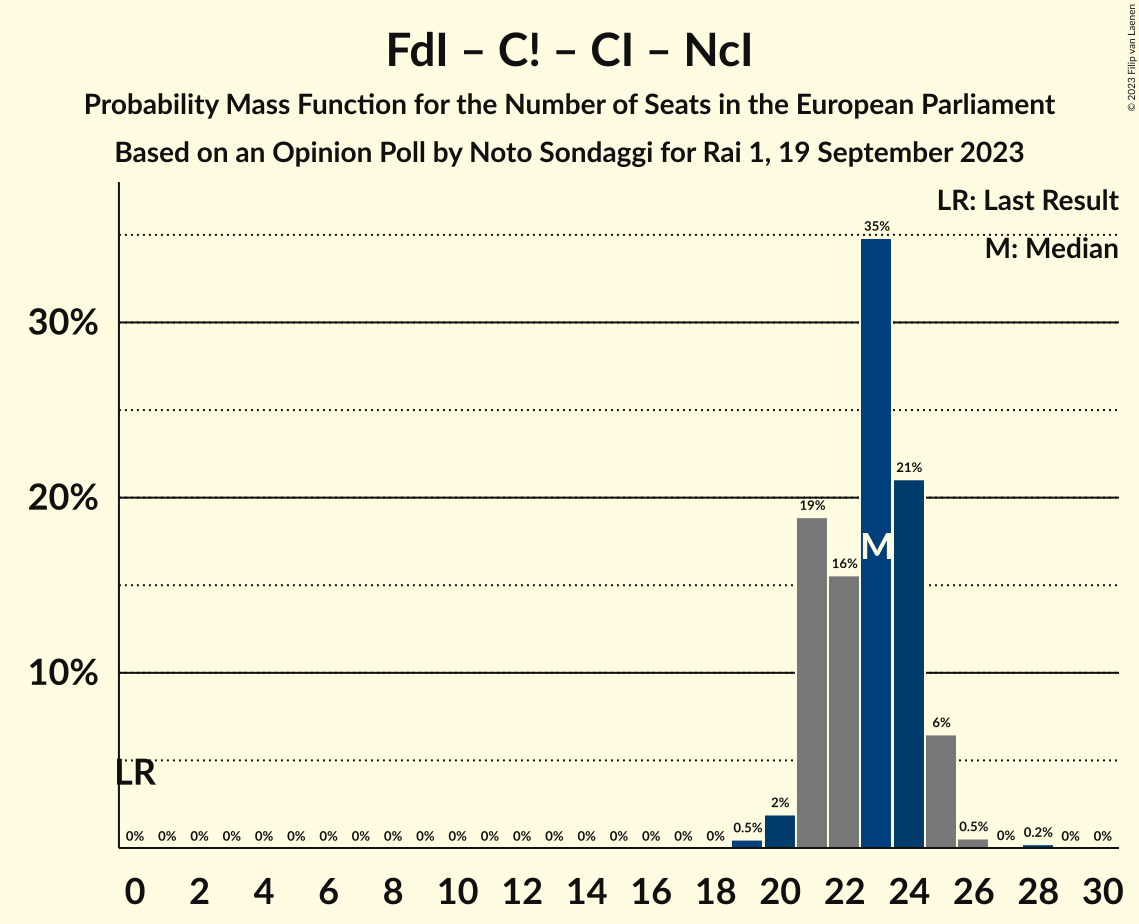 FdI – C! – CI – NcI
Probability Mass Function for the Number of Seats in the European Parliament
Based on an Opinion Poll by Noto Sondaggi for Rai 1, 19 September 2023
© 2023 Filip van Laenen
LR: Last Result
M: Median
35%
30%
21%
20%
19%
16%
M
10%
6%
LR
2%
0% 0% 0% 0% 0% 0% 0% 0% 0% 0% 0% 0% 0% 0% 0% 0% 0% 0% 0% 0.5% 0.5% 0% 0.2% 0% 0%
0 2 4 6 8 10 12 14 16 18 20 22 24 26 28 30